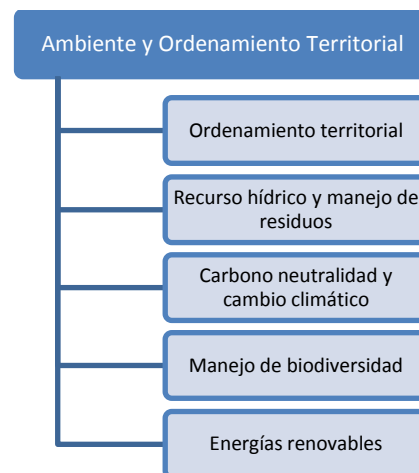 Ambiente y Ordenamiento Territorial
Ordenamiento territorial
Recurso hídrico y manejo de
residuos
Carbono neutralidad y
cambio climático
Manejo de biodiversidad
Energías renovables